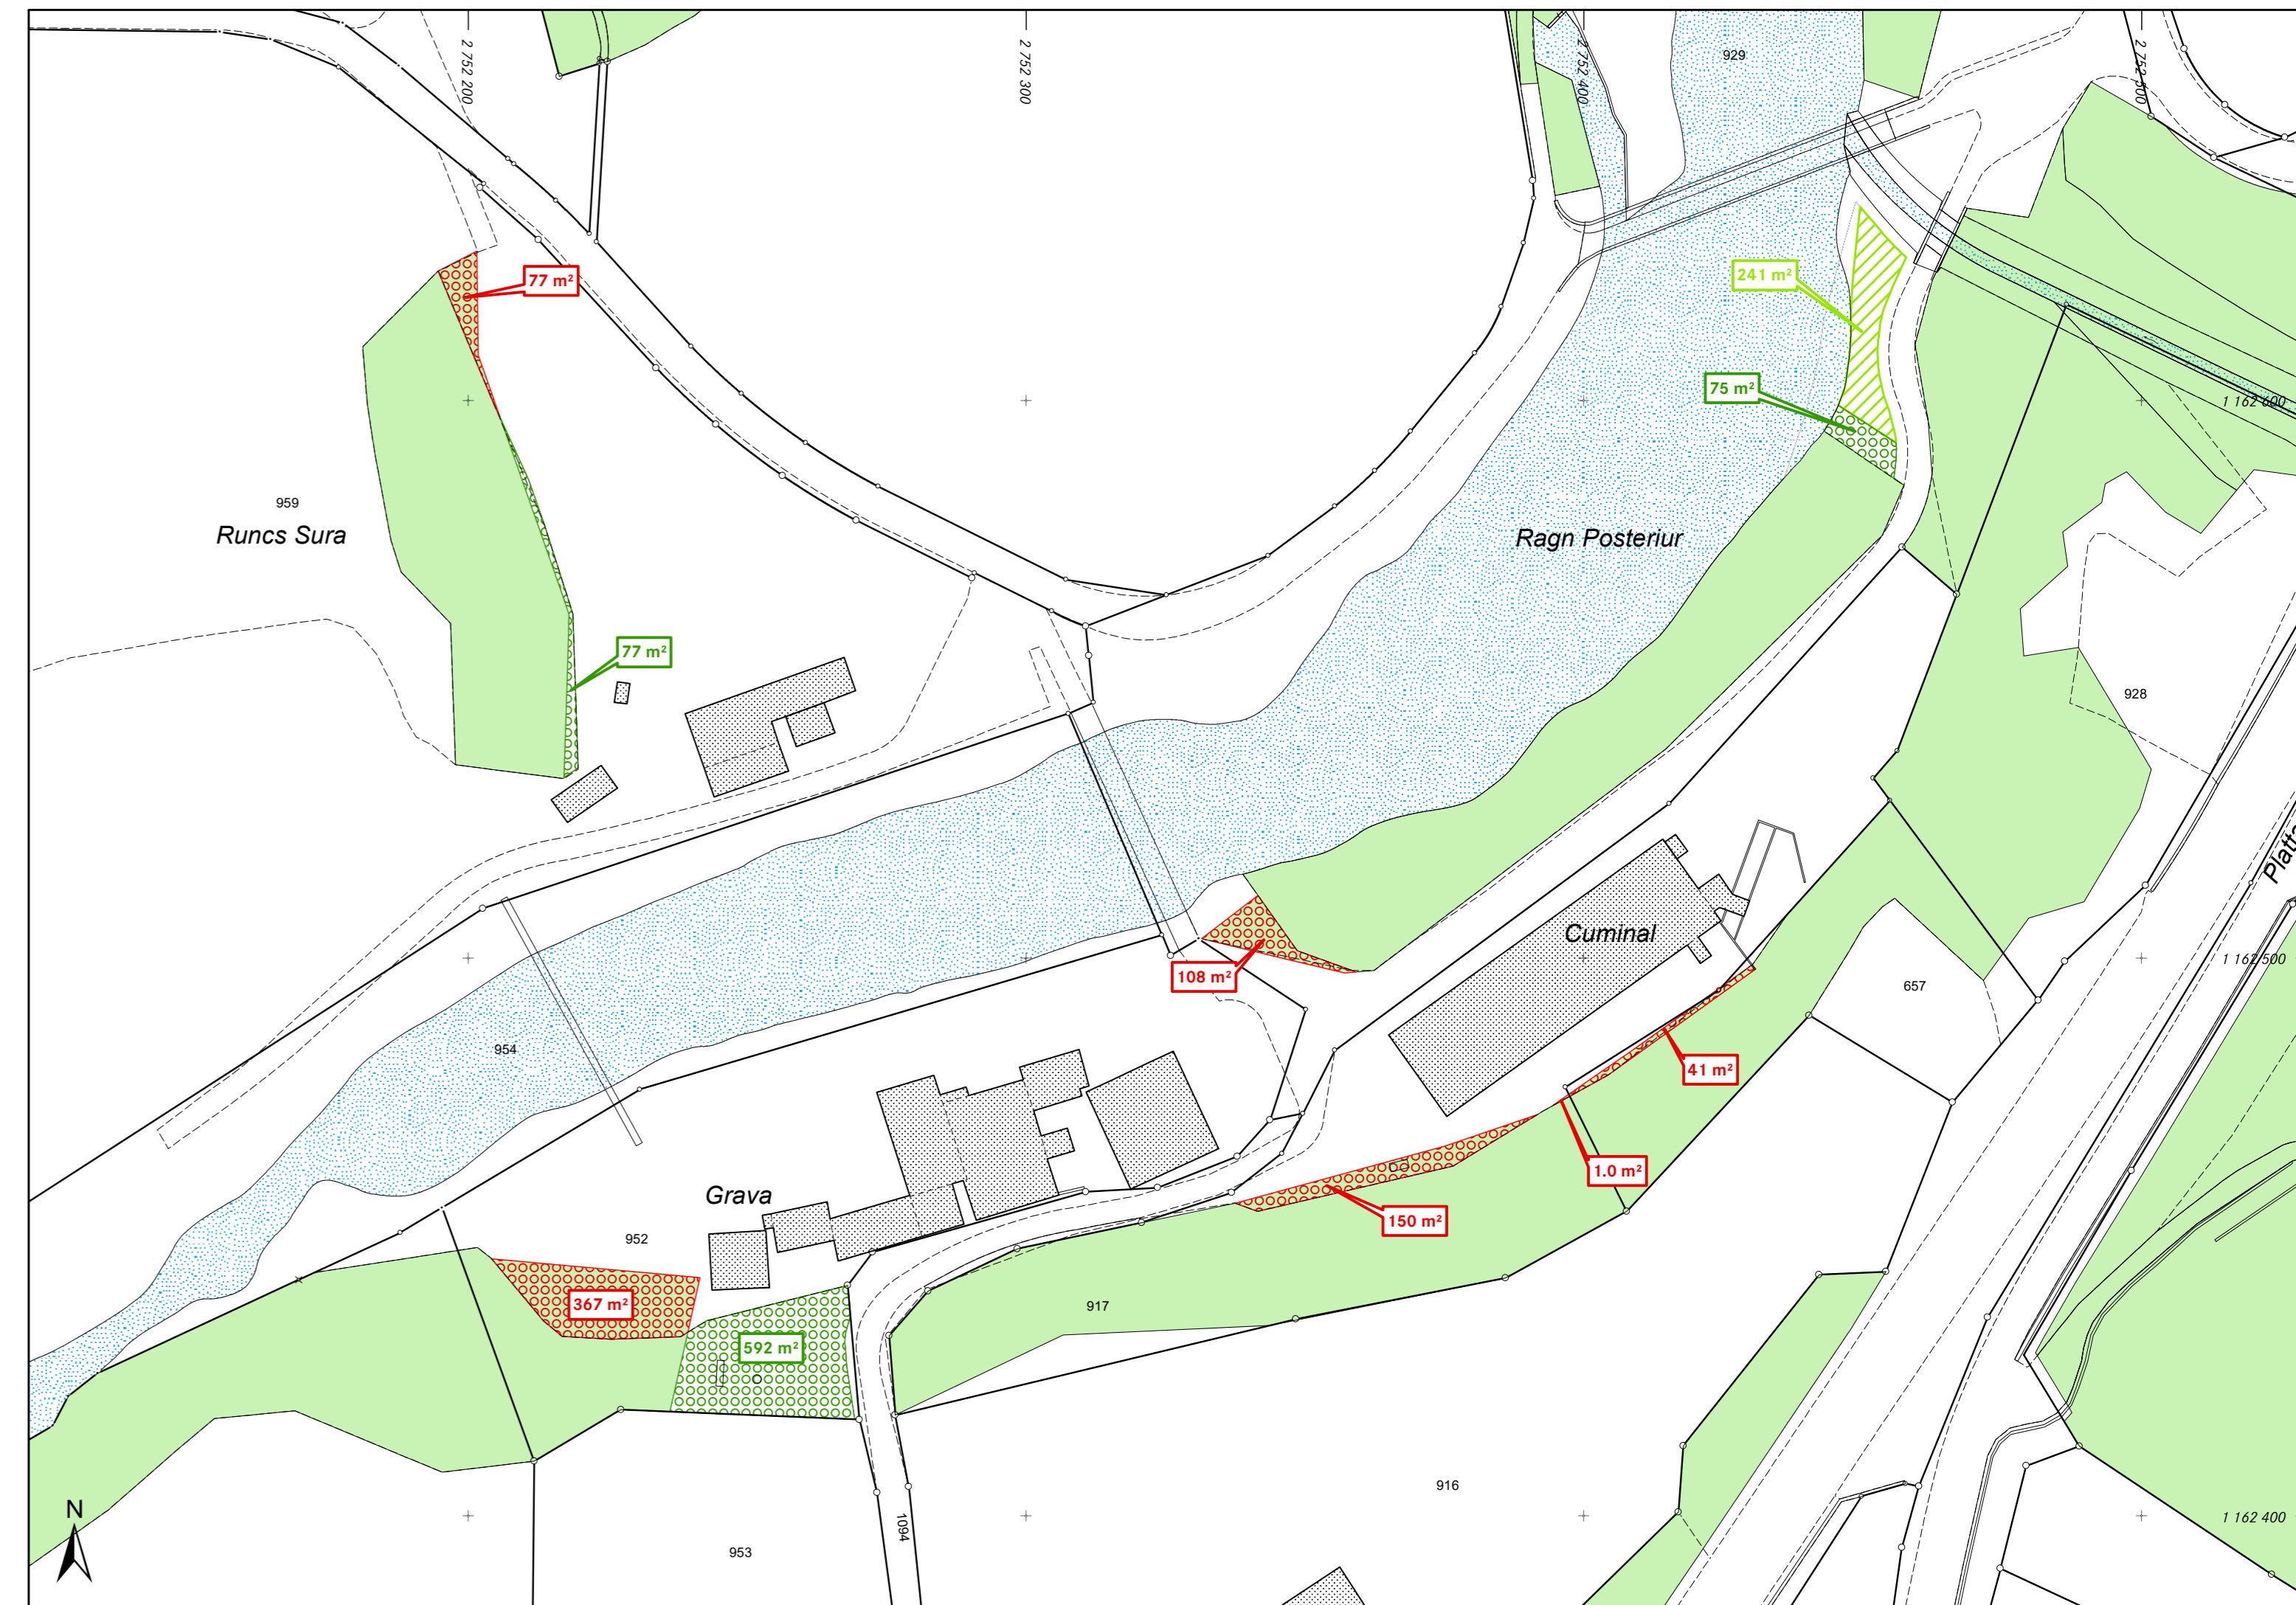 2 752 200
2 752 300
2 752 400
2 752 500
929
77 m²
241 m²
75 m²
1 162 600
959
Runcs Sura
Ragn Posteriur
77 m²
928
Cuminal
1 162 500
108 m²
657
954
41 m²
1.0 m²
Grava
150 m²
952
367 m²
917
592 m²
916
N
1094
1 162 400
953